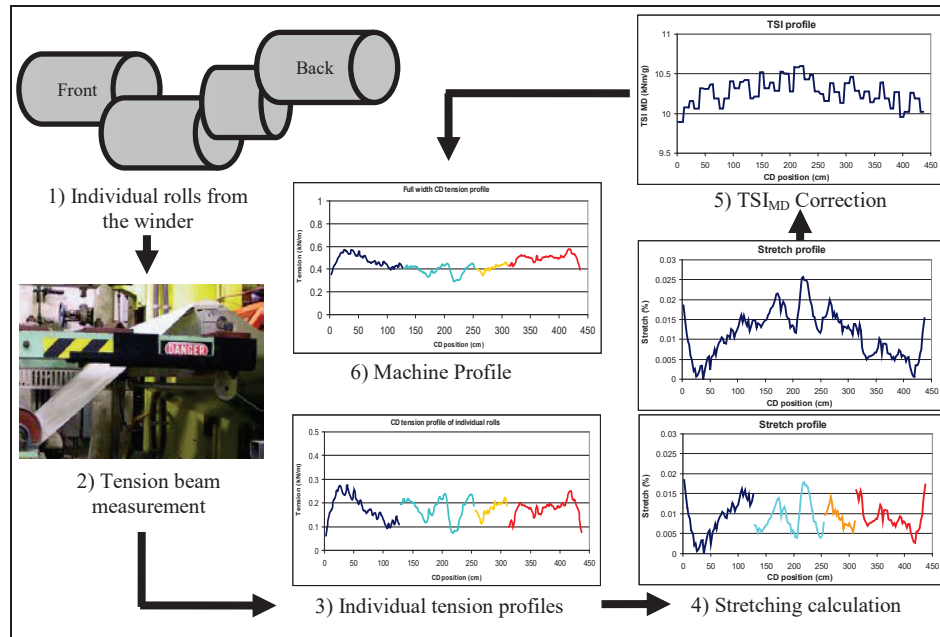 Front
Back
1) Individual rolls from
the winder
DANGER
2) Tension beam
measurement
CD tension profile of individual rolls
Tension (kN/m)
0.5
0.4
0.3
0.2
0.1
0
0 50 100 150 200 250 300 350 400 450
CD position (cm)
3) Individual tension profiles
Stretch profile
Stretch (%)
0.03
0.025
0.02
0.015
0.01
0.005
0
0 50 100 150 200 250 300 350 400 450
CD position (cm)
4) Stretching calculation
Stretch profile
Stretch (%)
0.03
0.025
0.02
0.015
0.01
0.005
0
0 50 100 150 200 250 300 350 400 450
CD position (cm)
TSI profile
TSI MD (kNm/g)
11
10.5
10
9.5
0 50 100 150 200 250 300 350 400 450
CD position (cm)
5) TSIMD Correction
Full width CD tension profile
Tension (kN/m)
1
0.8
0.6
0.4
0.2
0
0 50 100 150 200 250 300 350 400 450
CD position (cm)
6) Machine Profile